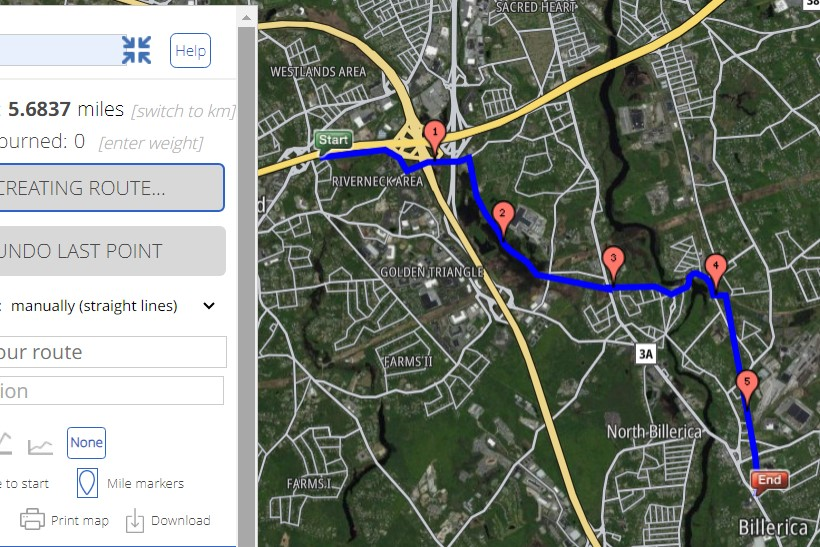 Help
: 5.6837 miles [switch to km]
burned: 0 [enter weight]
CREATING ROUTE...
UNDO LAST POINT
: manually (straight lines)
our route
ion
None
e to start
Mile markers
Print map
Download
SACRED HEART
38
WESTLANDS AREA
Start
1
RIVERNECK AREA
d
2
GOLDEN TRIANGLE
3
4
3A
FARMS II
5
North Billerica
FARMS I
End
Billerica